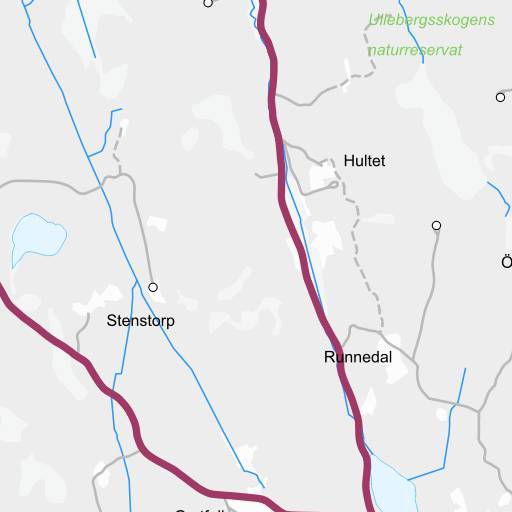 Ullebergsskogens
naturreservat
Hultet
Ö
Stenstorp
Runnedal